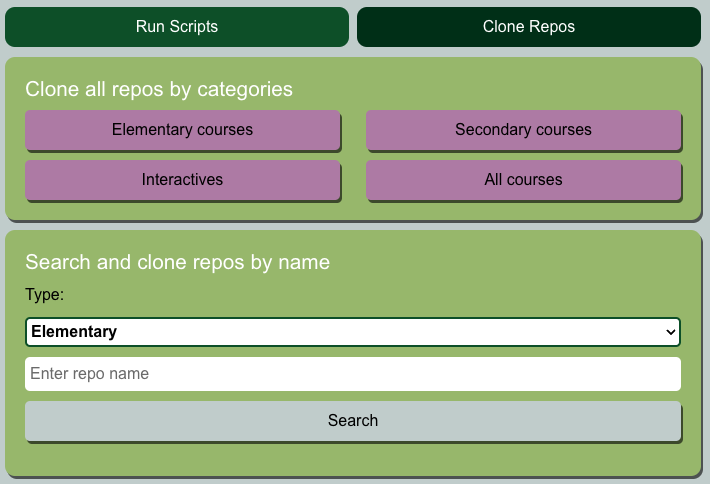 Run Scripts
Clone Repos
Clone all repos by categories
Elementary courses
Secondary courses
Interactives
All courses
Search and clone repos by name
Type:
Elementary
Enter repo name
Search